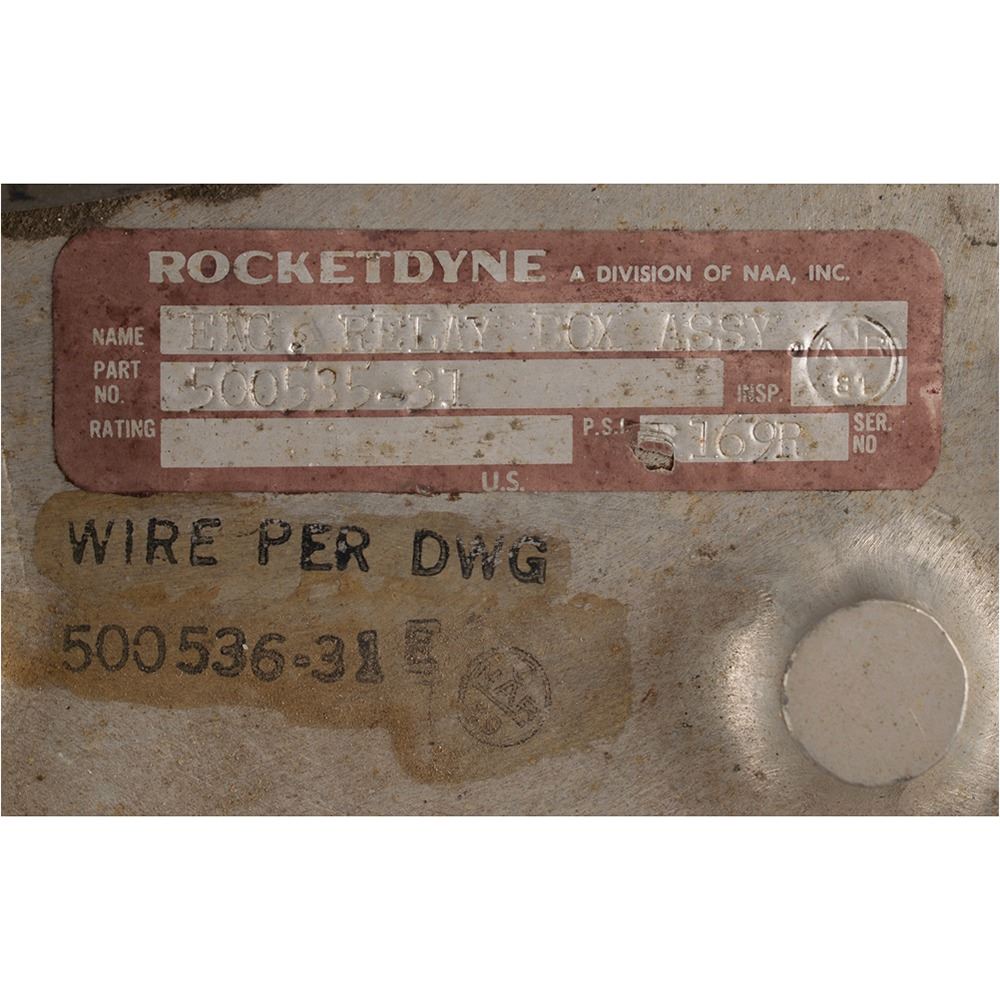 ROCKETDYNE A DIVISION OF NAA, INC.
NAME ENG. RELAY BOX ASSY
PART NO. 500535-31 INSP. 81
RATING P.S.I. 169R SER. NO
U.S.
WIRE PER DWG
500536-31 E